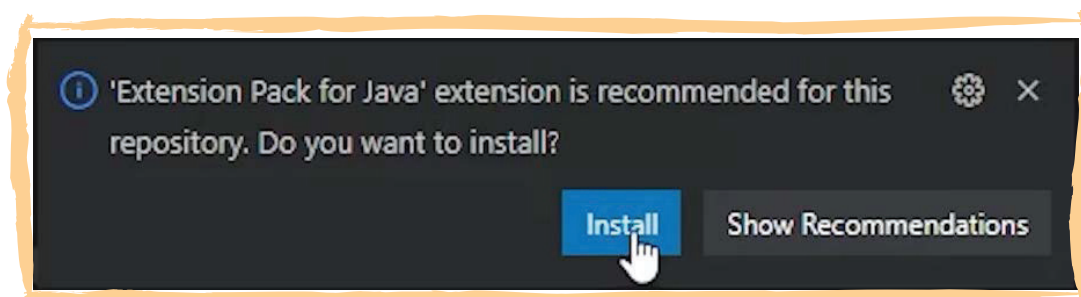 'Extension Pack for Java' extension is recommended for this
repository. Do you want to install?
Install
Show Recommendations